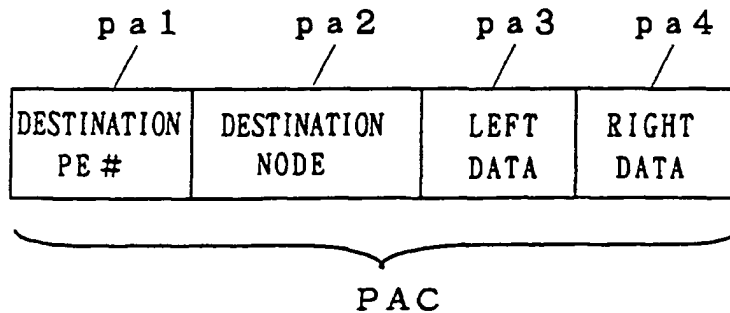 pa1 pa2 pa3 pa4
DESTINATION PE# DESTINATION NODE LEFT DATA RIGHT DATA
PAC